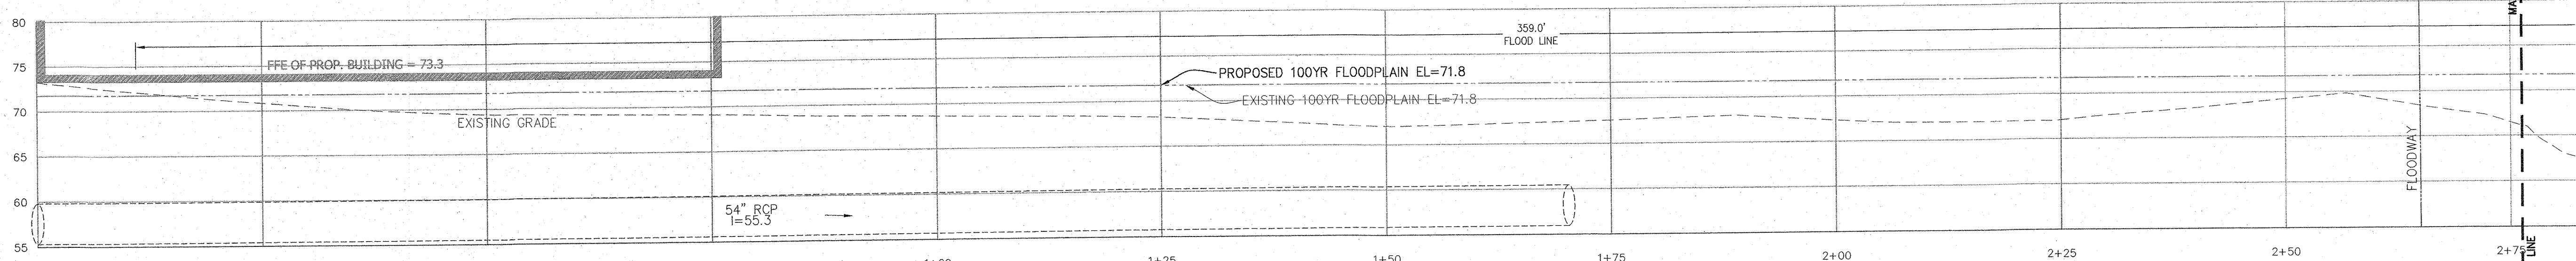 80
75
70
65
60
55
359.0'
FLOOD LINE
FFE OF PROP. BUILDING = 73.3
PROPOSED 100YR FLOODPLAIN EL=71.8
EXISTING 100YR FLOODPLAIN EL=71.8
EXISTING GRADE
54" RCP
I=55.3
FLOODWAY
MA
LINE
1+25
1+50
1+75
2+00
2+25
2+50
2+75